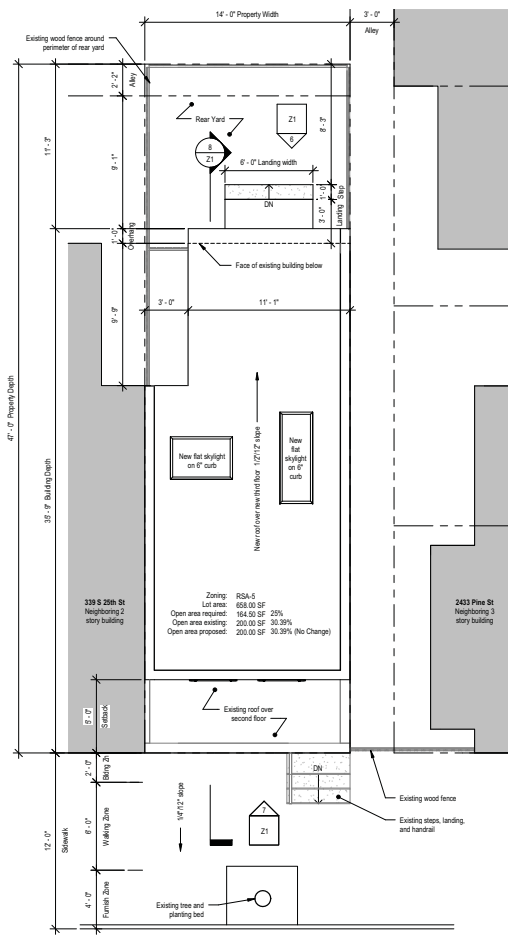 14' - 0" Property Width
3' - 0"
Alley
Existing wood fence around
perimeter of rear yard
2' - 2"
Alley
11' - 3"
9' - 1"
Rear Yard
8
Z1
Z1
6
8' - 3"
6' - 0" Landing width
DN
1' - 0"
Step
3' - 0"
Landing
1' - 0"
Overhang
Face of existing building below
9' - 9"
3' - 0"
11' - 1"
47' - 0" Property Depth
35' - 9" Building Depth
New flat skylight
on 6" curb
New
flat
skylight
on 6"
curb
New roof over new third floor 1/2"/12" slope
339 S 25th St
Neighboring 2
story building
Zoning: RSA-5
Lot area: 658.00 SF
Open area required: 164.50 SF 25%
Open area existing: 200.00 SF 30.39%
Open area proposed: 200.00 SF 30.39% (No Change)
2433 Pine St
Neighboring 3
story building
5' - 0"
Setback
Existing roof over
second floor
2' - 0"
Bldng Zn
DN
Existing wood fence
Existing steps, landing,
and handrail
12' - 0"
Sidewalk
6' - 0"
Walking Zone
1/4"/12" slope
7
Z1
4' - 0"
Furnish Zone
Existing tree and
planting bed